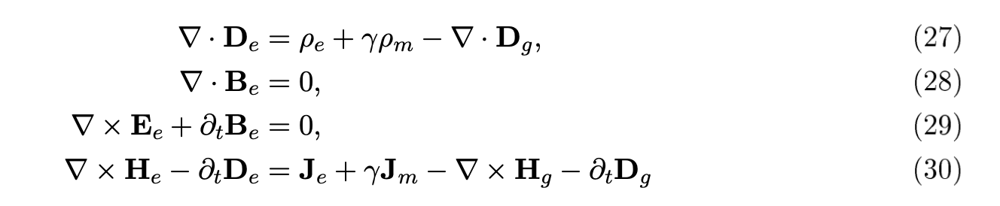 ∇ · D_e = ρ_e + γρ_m − ∇ · D_g, (27)
∇ · B_e = 0, (28)
∇ × E_e + ∂_t B_e = 0, (29)
∇ × H_e − ∂_t D_e = J_e + γJ_m − ∇ × H_g − ∂_t D_g (30)